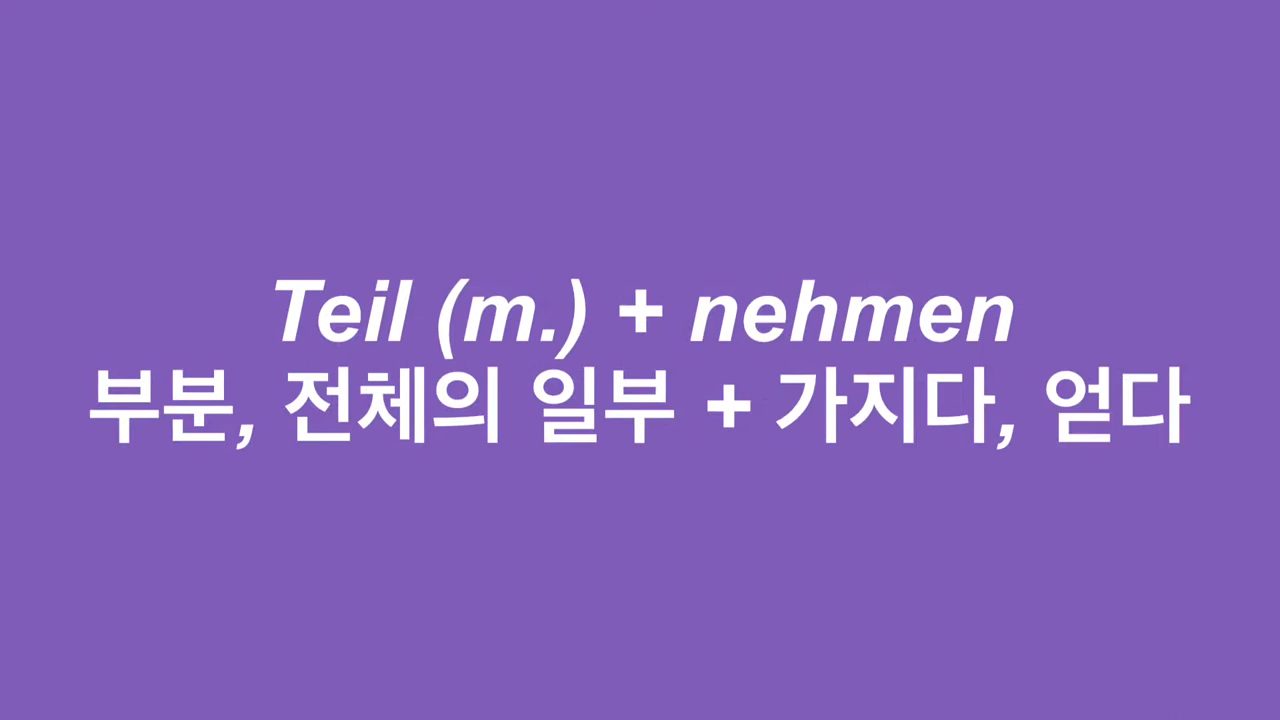 Teil (m.) + nehmen
부분, 전체의 일부 + 가지다, 얻다